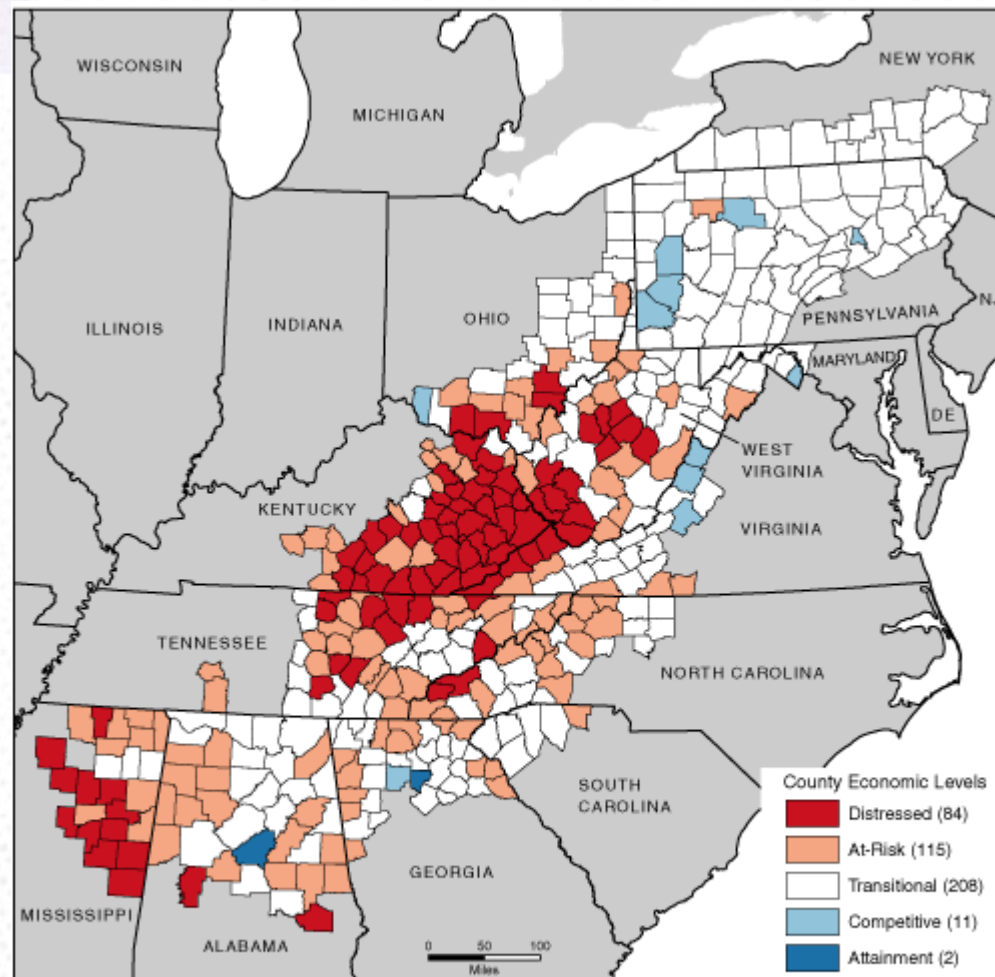 WISCONSIN
MICHIGAN
NEW YORK
ILLINOIS
INDIANA
OHIO
PENNSYLVANIA
NJ
MARYLAND
DE
WEST
VIRGINIA
KENTUCKY
VIRGINIA
TENNESSEE
NORTH CAROLINA
SOUTH
CAROLINA
GEORGIA
MISSISSIPPI
ALABAMA
County Economic Levels
Distressed (84)
At-Risk (115)
Transitional (208)
Competitive (11)
Attainment (2)
0 50 100
Miles